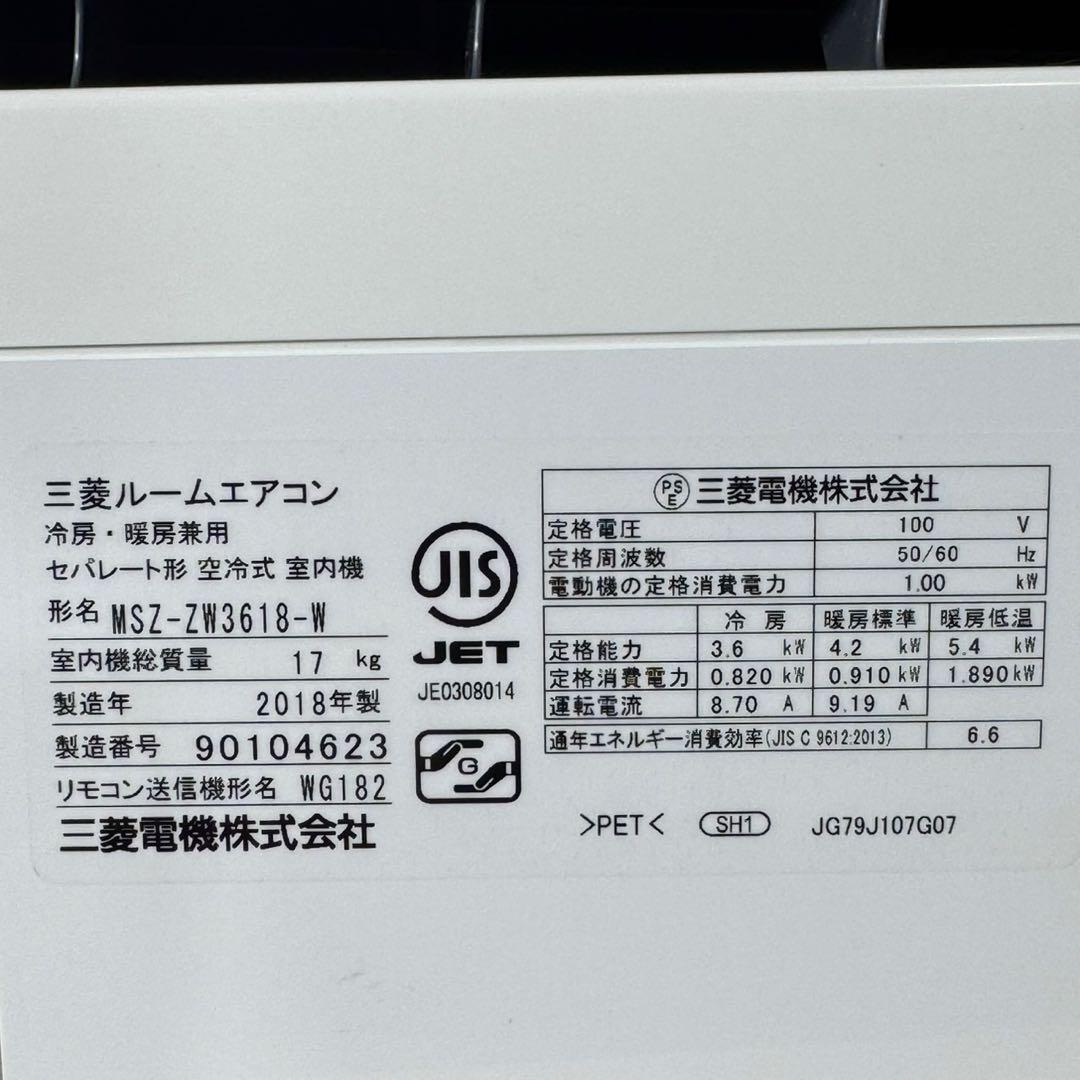 三菱ルームエアコン
冷房・暖房兼用
セパレート形 空冷式 室内機
形名 MSZ-ZW3618-W
室内機総質量 17 kg
製造年 2018年製
製造番号 90104623
リモコン送信機形名 WG182
三菱電機株式会社
JIS
JET
JE0308014
G
PSE 三菱電機株式会社
定格電圧 100 V
定格周波数 50/60 Hz
電動機の定格消費電力 1.00 kW
冷房 暖房標準 暖房低温
定格能力 3.6 kW 4.2 kW 5.4 kW
定格消費電力 0.820 kW 0.910 kW 1.890 kW
運転電流 8.70 A 9.19 A
通年エネルギー消費効率(JIS C 9612:2013) 6.6
>PET< SH1 JG79J107G07